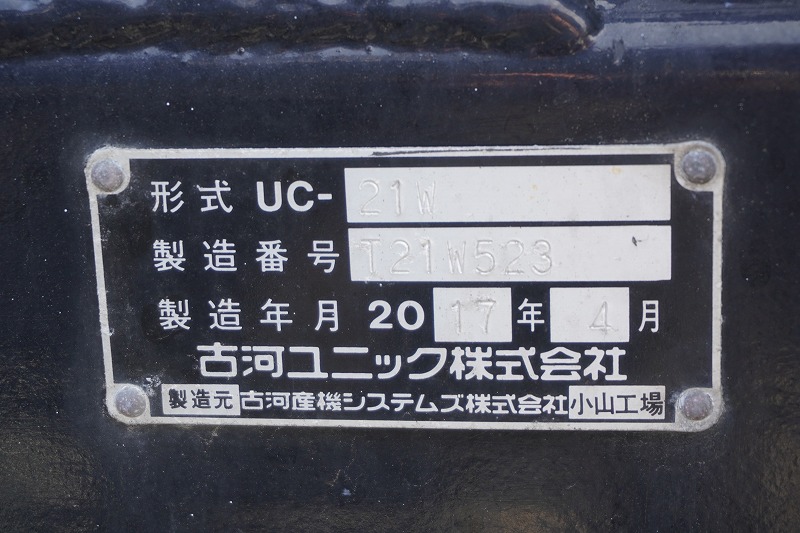 形式 UC-21W
製造番号 T21W523
製造年月 2017年4月
古河ユニック株式会社
製造元 古河産機システムズ株式会社 小山工場